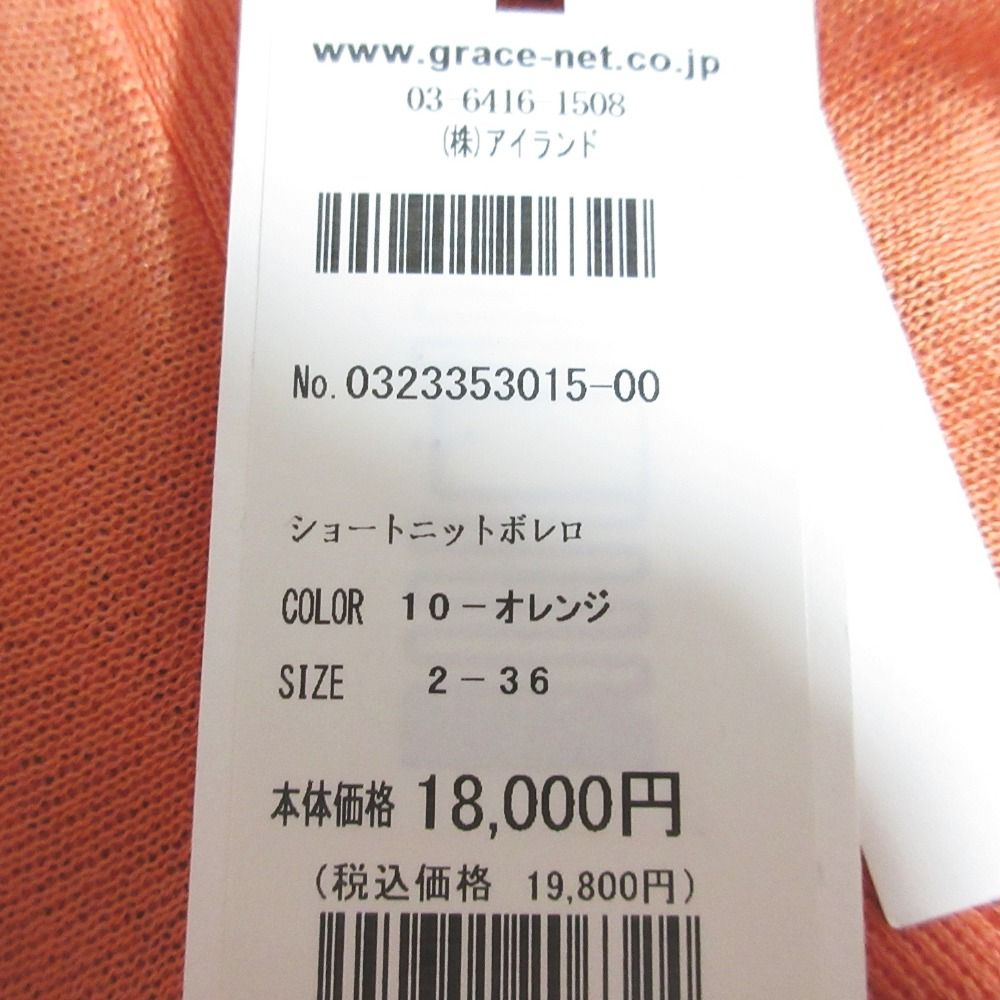 www.grace-net.co.jp
03-6416-1508
(株)アイランド
No.0323353015-00
ショートニットボレロ
COLOR 10-オレンジ
SIZE 2-36
本体価格 18,000円
(税込価格 19,800円)